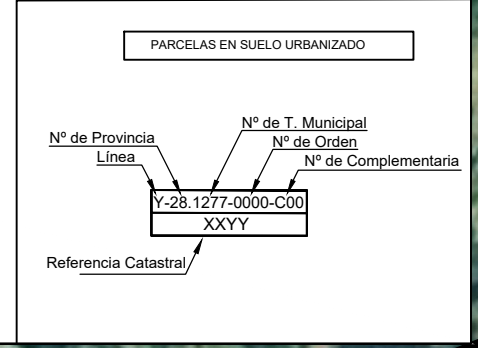 PARCELAS EN SUELO URBANIZADO
Nº de T. Municipal
Nº de Provincia
Nº de Orden
Línea
Nº de Complementaria
Y-28.1277-0000-C00
XXYY
Referencia Catastral